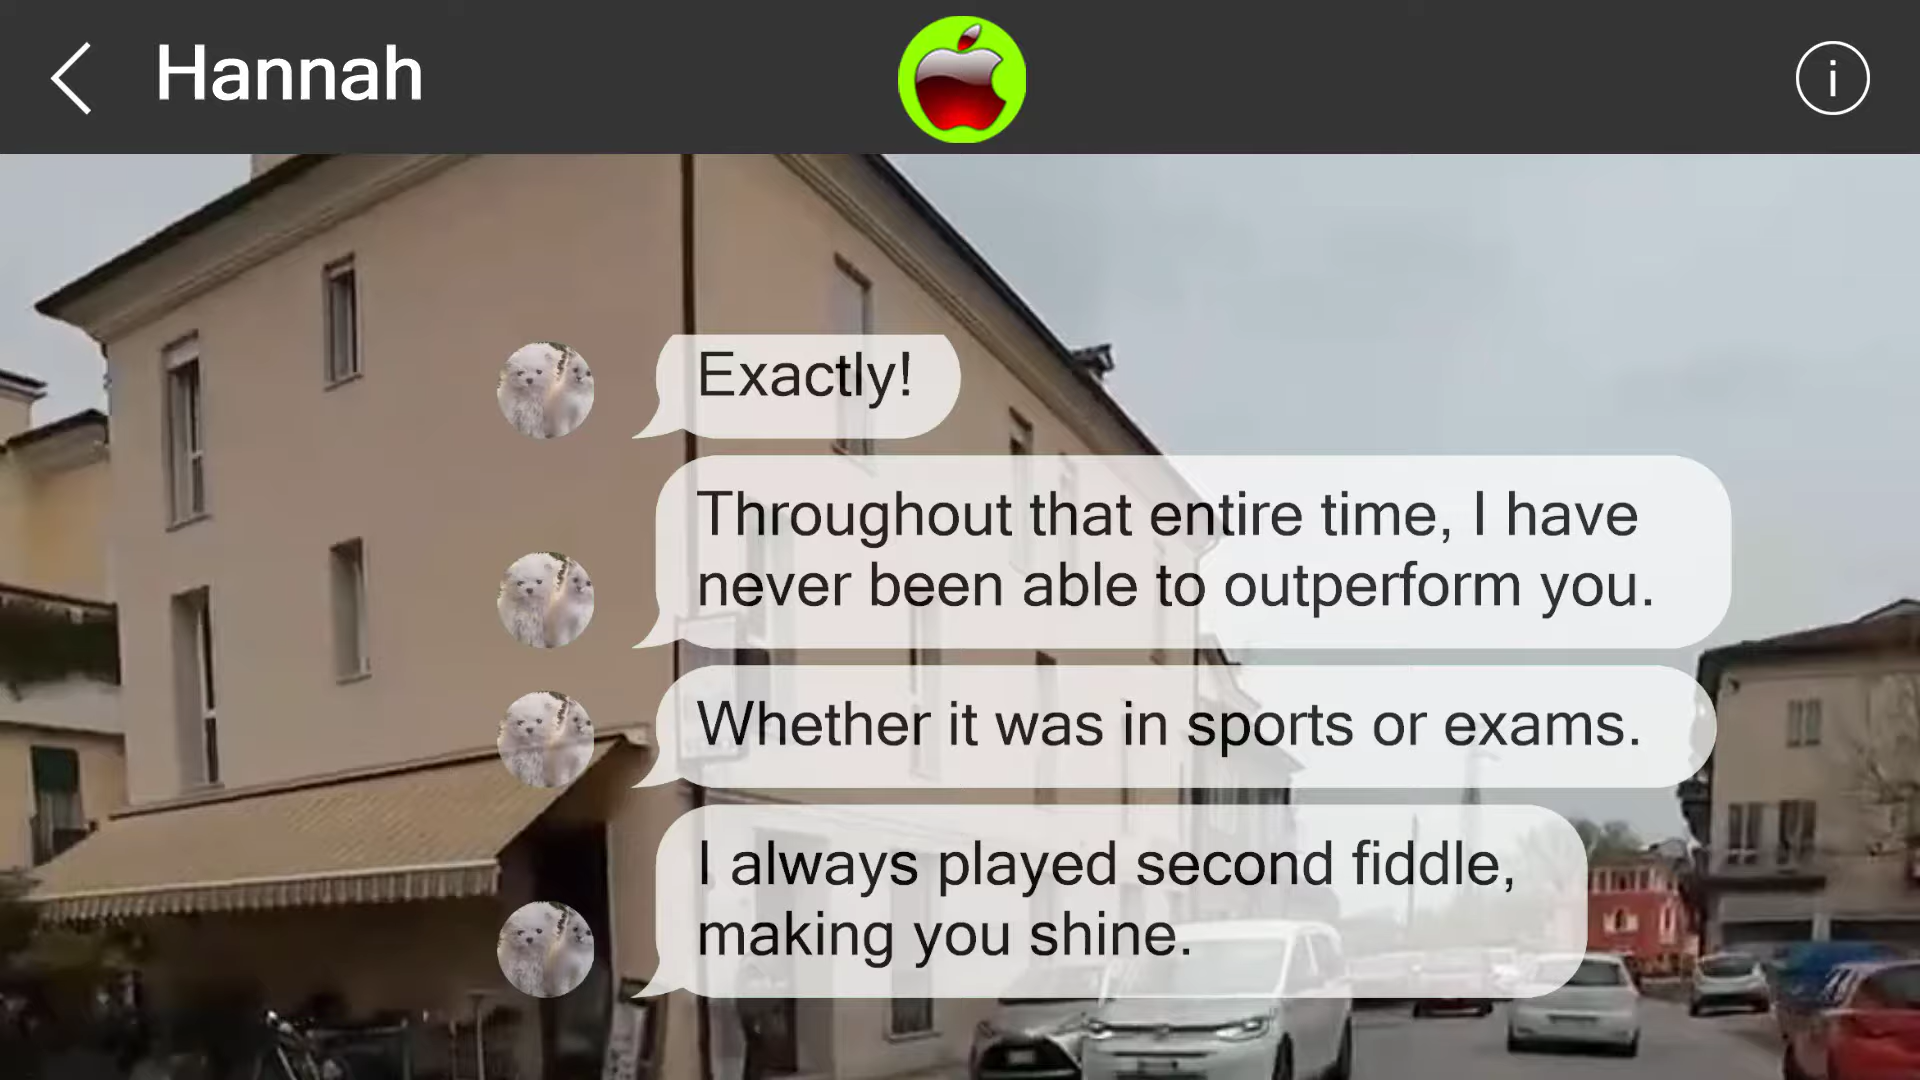 Hannah
Exactly!
Throughout that entire time, I have
never been able to outperform you.
Whether it was in sports or exams.
I always played second fiddle,
making you shine.